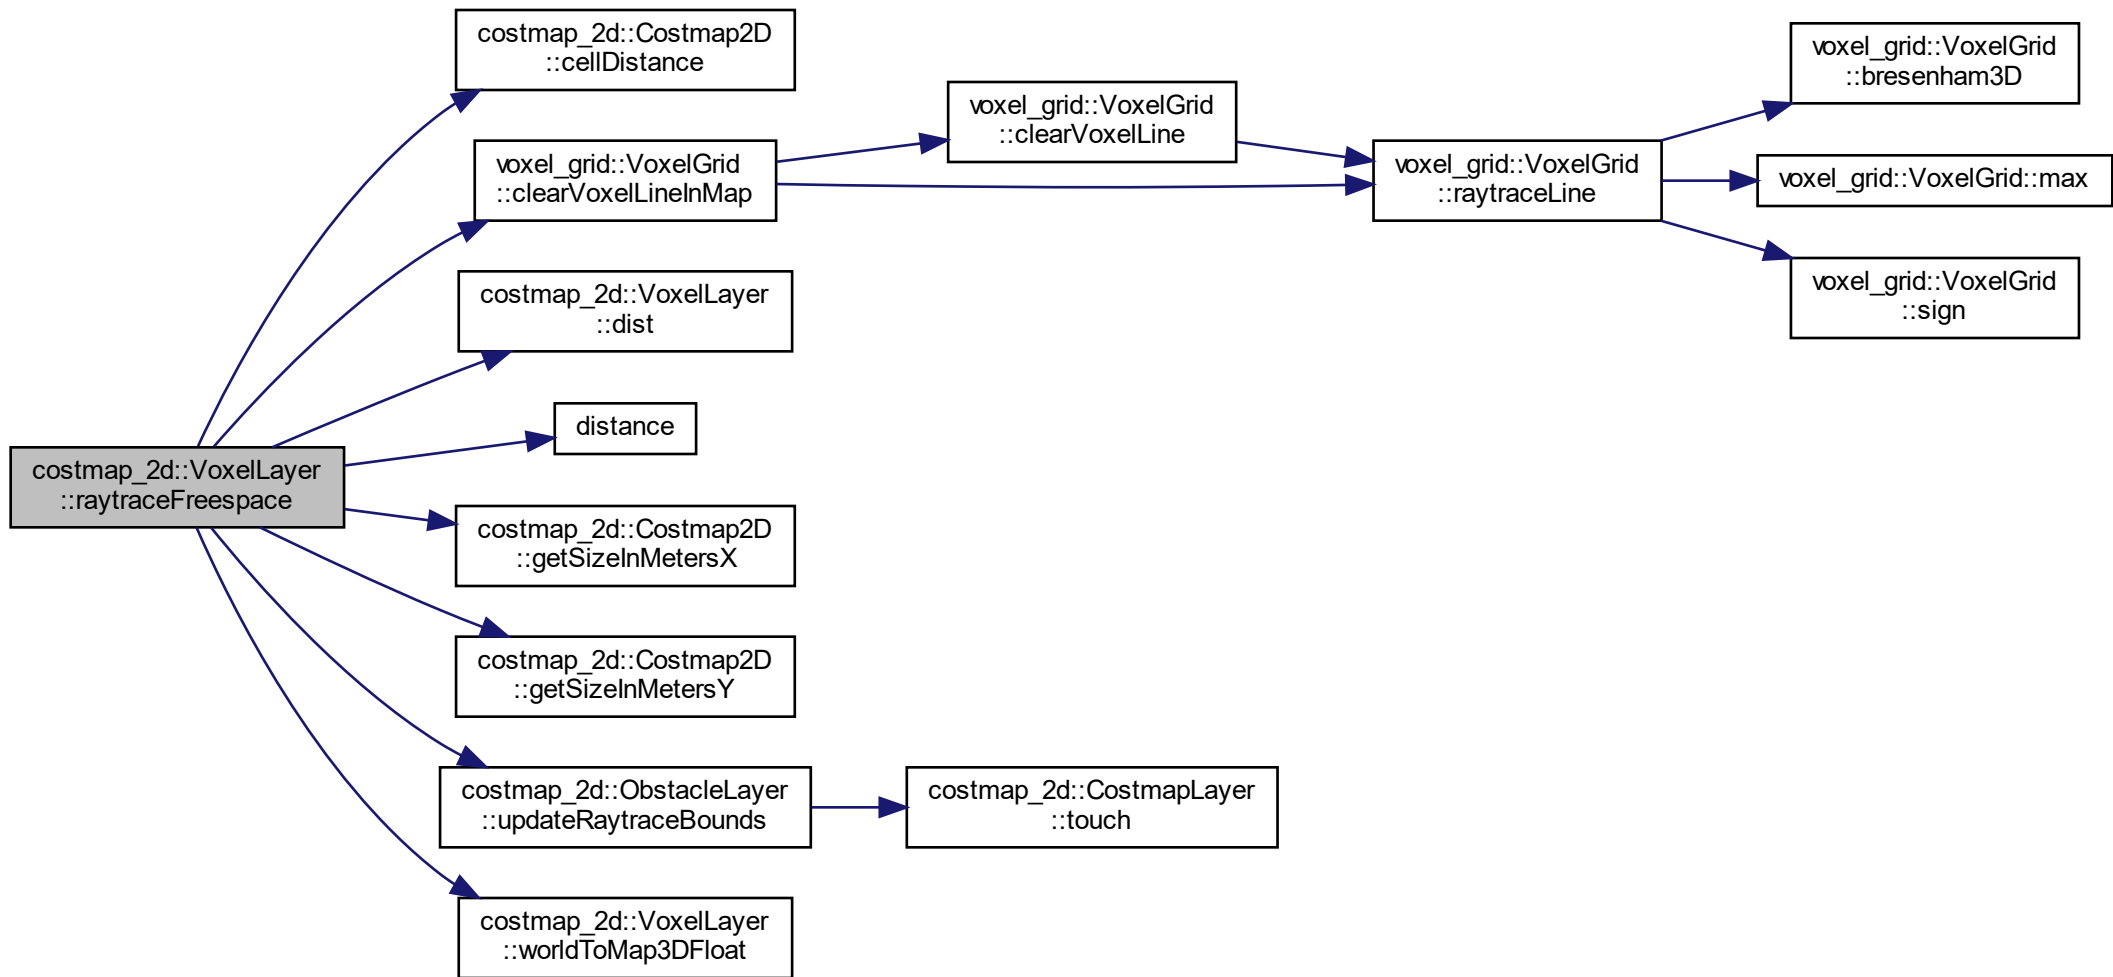 costmap_2d::Costmap2D
::cellDistance
voxel_grid::VoxelGrid
::bresenham3D
voxel_grid::VoxelGrid
::clearVoxelLine
voxel_grid::VoxelGrid
::clearVoxelLineInMap
voxel_grid::VoxelGrid
::raytraceLine
voxel_grid::VoxelGrid::max
costmap_2d::VoxelLayer
::dist
voxel_grid::VoxelGrid
::sign
distance
costmap_2d::VoxelLayer
::raytraceFreespace
costmap_2d::Costmap2D
::getSizeInMetersX
costmap_2d::Costmap2D
::getSizeInMetersY
costmap_2d::ObstacleLayer
::updateRaytraceBounds
costmap_2d::CostmapLayer
::touch
costmap_2d::VoxelLayer
::worldToMap3DFloat